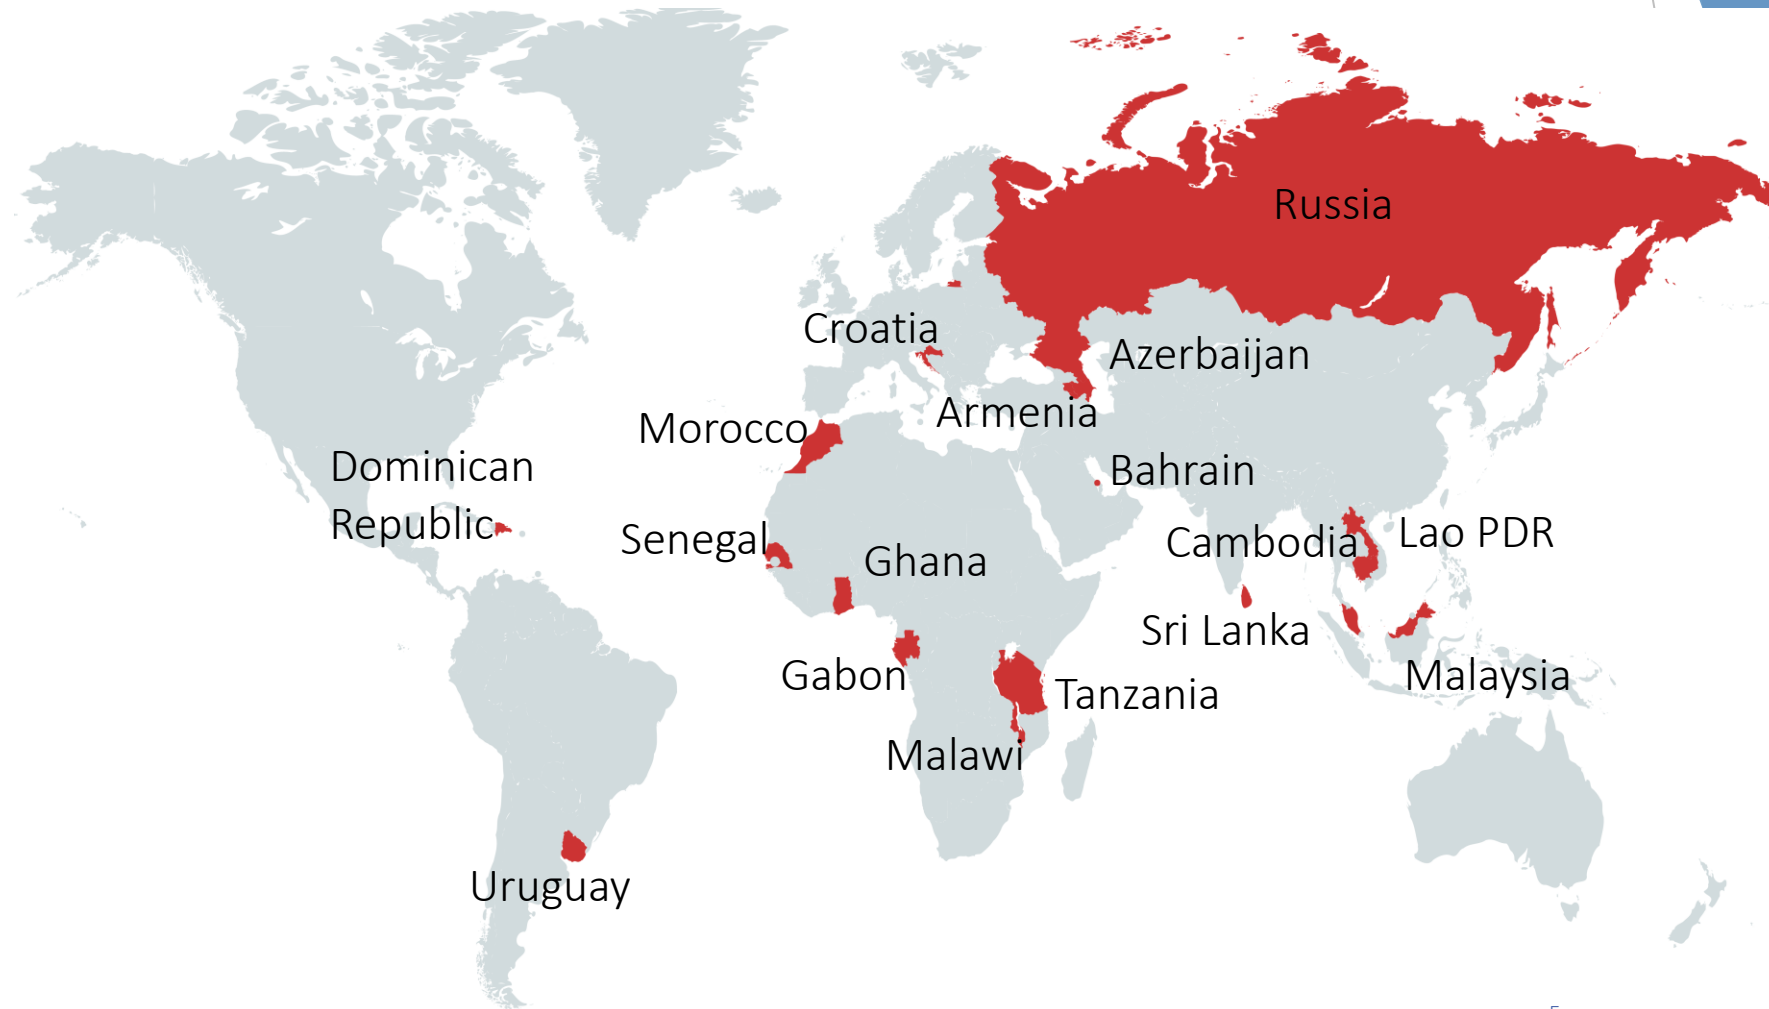 Russia
Croatia
Azerbaijan
Armenia
Morocco
Dominican
Republic
Bahrain
Senegal
Ghana
Cambodia
Lao PDR
Sri Lanka
Gabon
Malaysia
Tanzania
Malawi
Uruguay